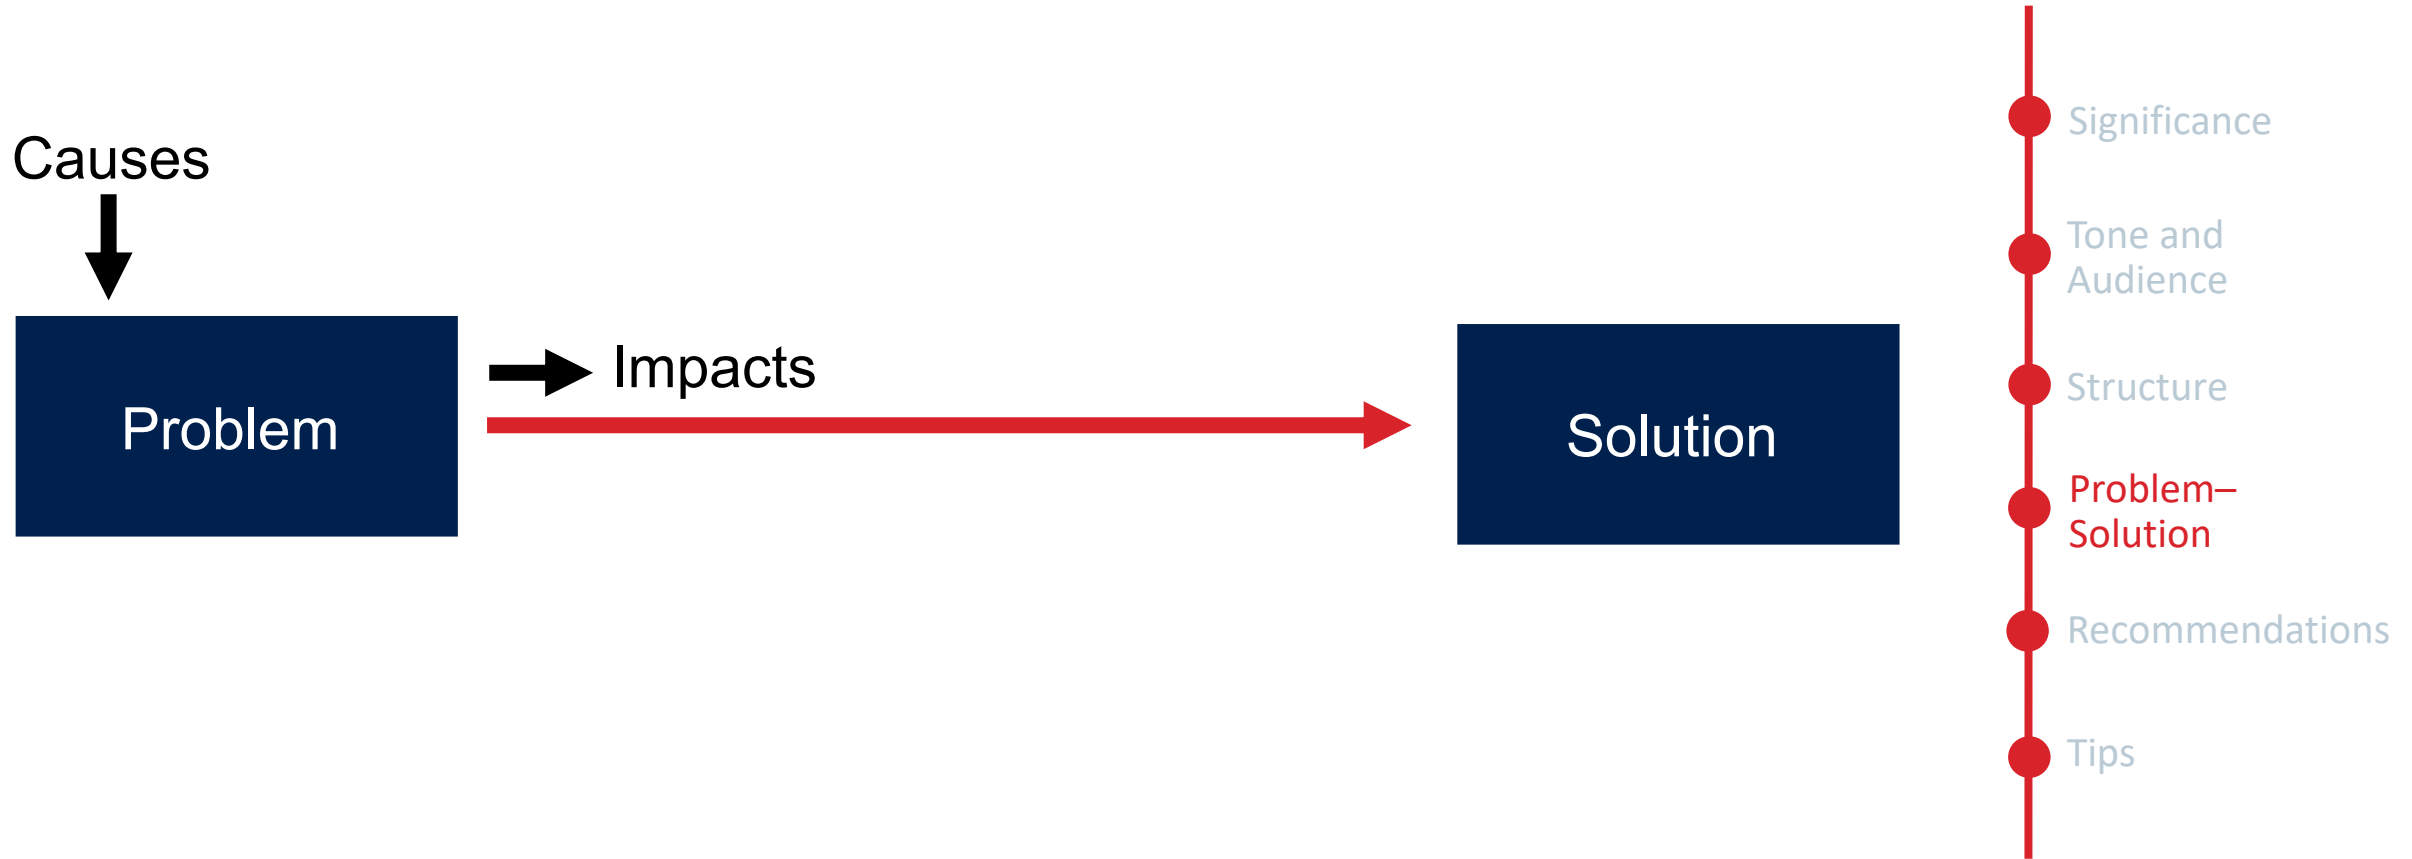 Causes
Problem
Impacts
Solution
Significance
Tone and
Audience
Structure
Problem–
Solution
Recommendations
Tips